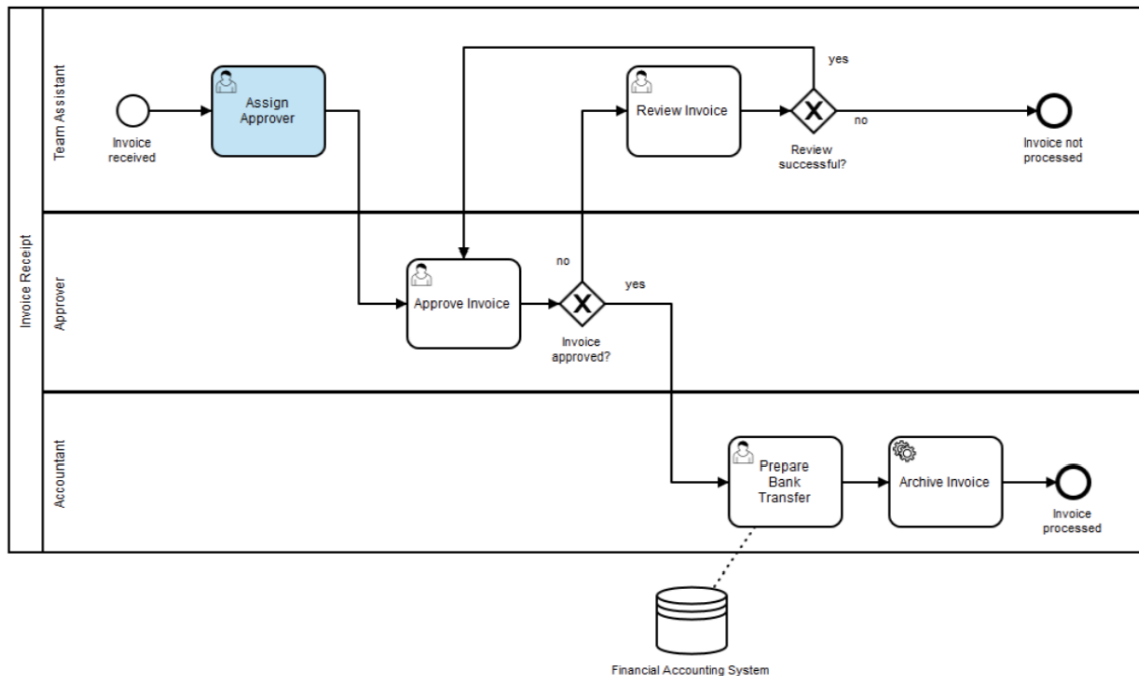 Invoice Receipt
Team Assistant
Invoice
received
Assign
Approver
Review Invoice
yes
no
Review
successful?
Invoice not
processed
Approver
Approve Invoice
no
yes
Invoice
approved?
Accountant
Prepare
Bank
Transfer
Archive Invoice
Invoice
processed
Financial Accounting System